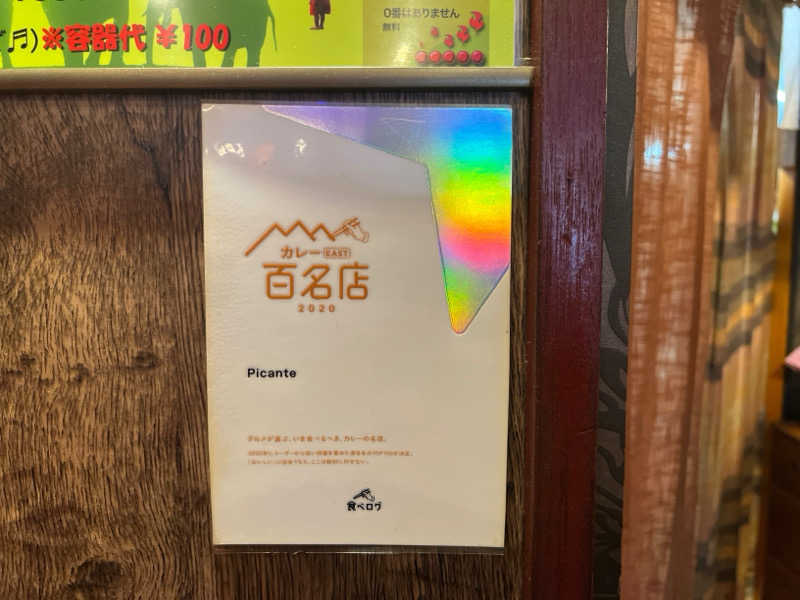 ♬)※容器代 ¥100
0番はありません
無料
カレー EAST
百名店
2020
Picante
グルメが選ぶ、いま食べるべき、カレーの名店。
食べログ